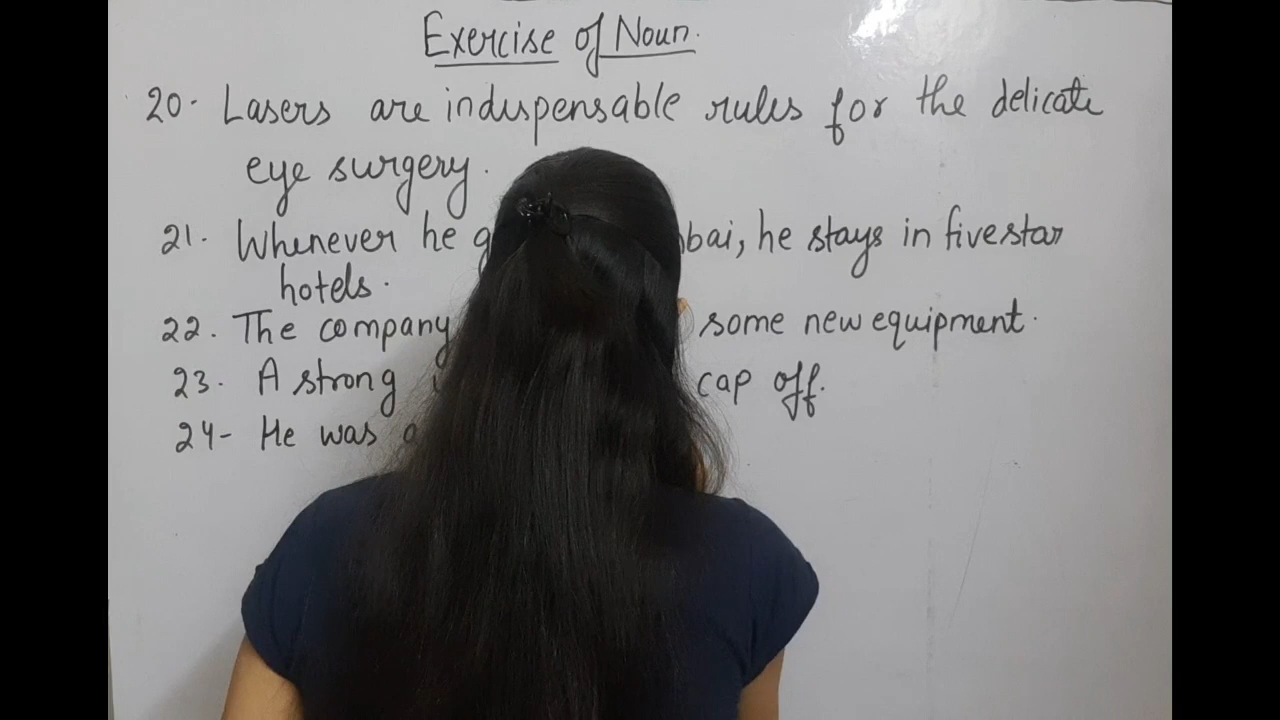 Exercise of Noun.
20. Lasers are indispensable rules for the delicate
eye surgery.
21. Whenever he bai, he stays in fivestar
hotels.
22. The company some new equipment.
23. A strong cap off.
24- He was